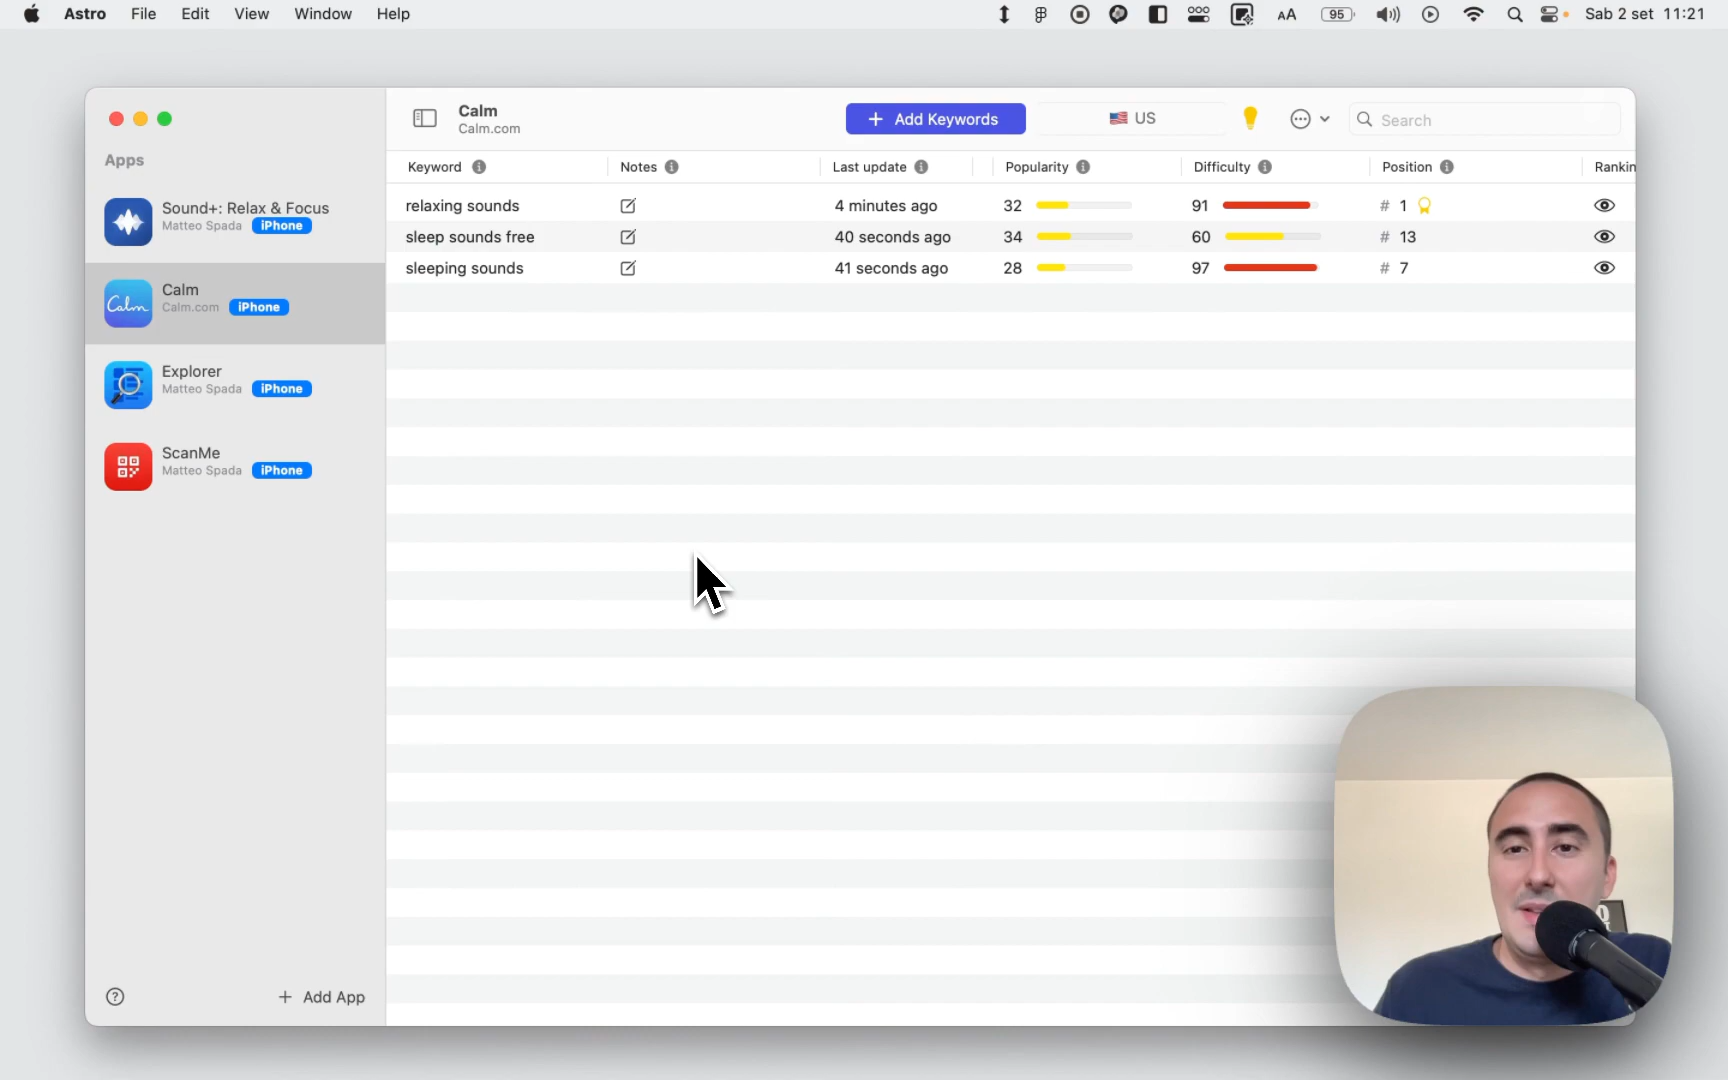 Astro File Edit View Window Help
AA 95 Sab 2 set 11:21
Calm
Calm.com
+ Add Keywords
US
Search
Apps
Keyword Notes Last update Popularity Difficulty Position Rankin
Sound+: Relax & Focus
Matteo Spada iPhone
Calm
Calm
Calm.com iPhone
Explorer
Matteo Spada iPhone
ScanMe
Matteo Spada iPhone
relaxing sounds 4 minutes ago 32 91 # 1
sleep sounds free 40 seconds ago 34 60 # 13
sleeping sounds 41 seconds ago 28 97 # 7
? + Add App